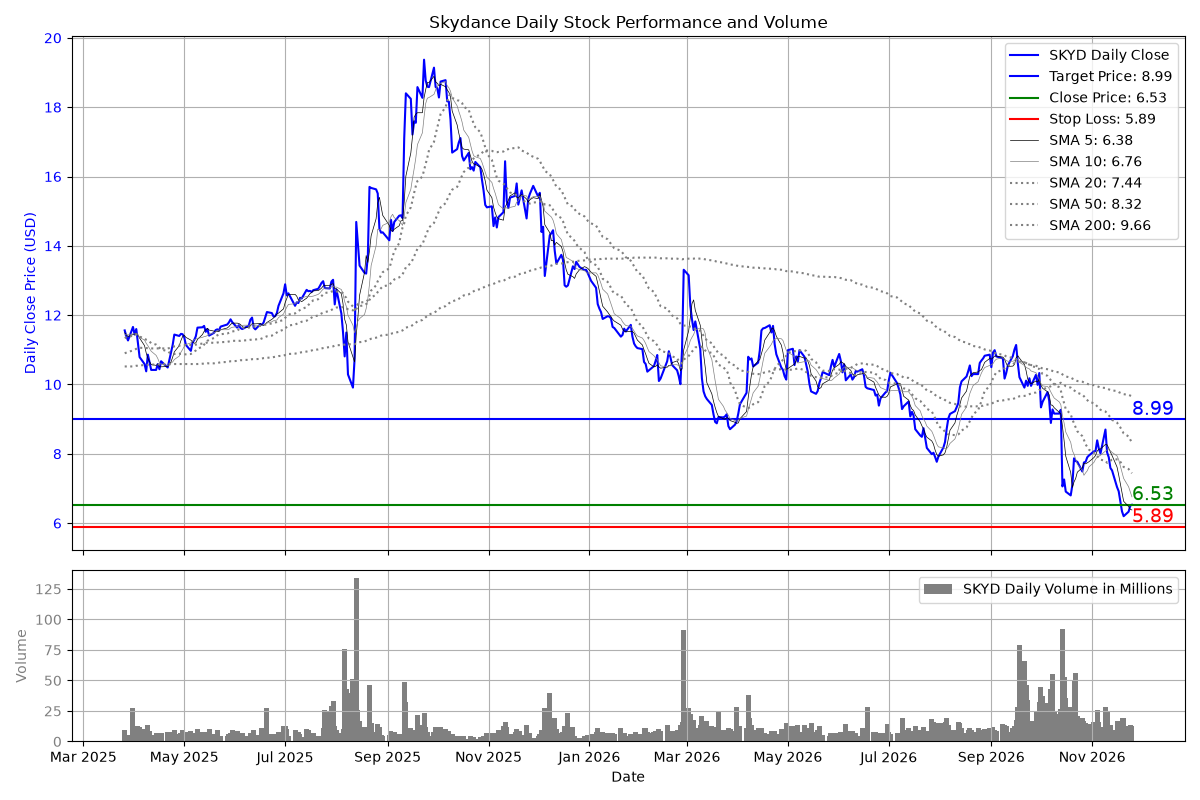 Skydance Daily Stock Performance and Volume
20
18
16
14
12
10
8
6
Daily Close Price (USD)
SKYD Daily Close
Target Price: 8.99
Close Price: 6.53
Stop Loss: 5.89
SMA 5: 6.38
SMA 10: 6.76
SMA 20: 7.44
SMA 50: 8.32
SMA 200: 9.66
8.99
6.53
5.89
125
100
75
50
25
0
Volume
SKYD Daily Volume in Millions
Mar 2025 May 2025 Jul 2025 Sep 2025 Nov 2025 Jan 2026 Mar 2026 May 2026 Jul 2026 Sep 2026 Nov 2026
Date